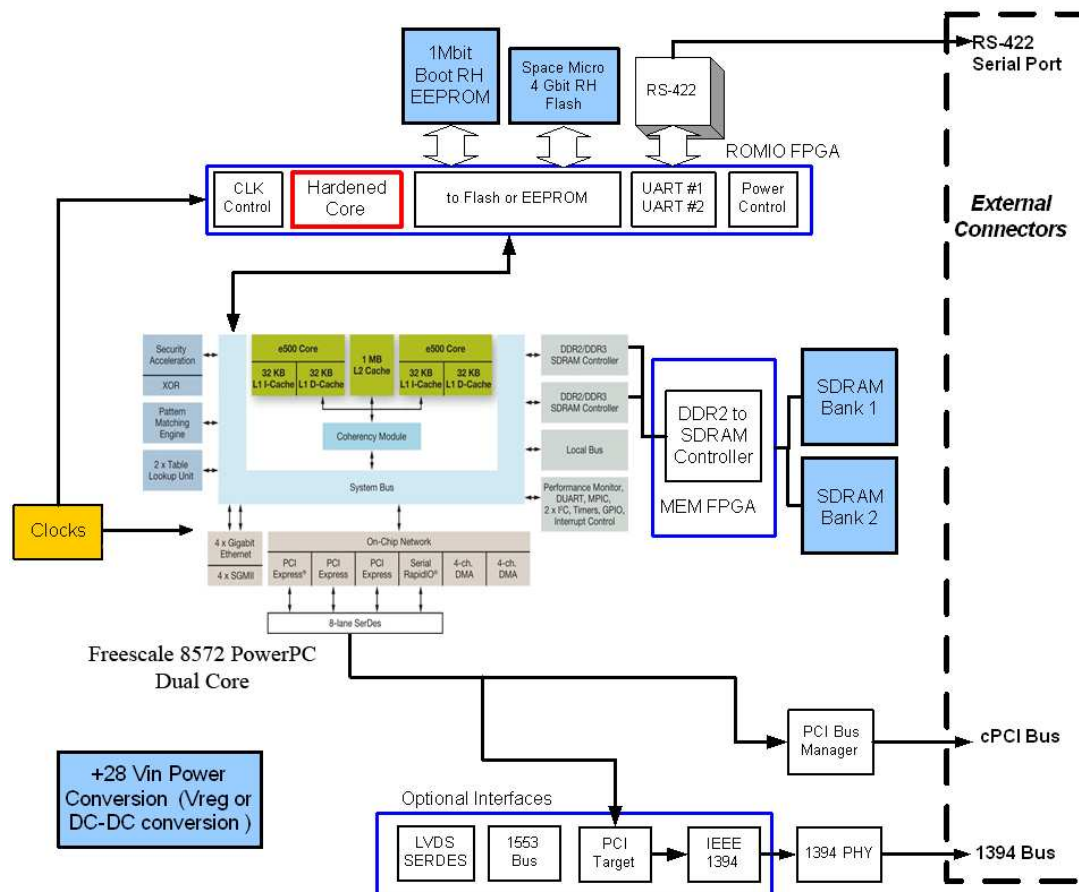 1Mbit
Boot RH
EEPROM
Space Micro
4 Gbit RH
Flash
RS-422
RS-422
Serial Port
ROMIO FPGA
CLK
Control
Hardened
Core
to Flash or EEPROM
UART #1
UART #2
Power
Control
External
Connectors
Security
Acceleration
XOR
Pattern
Matching
Engine
2 x Table
Lookup Unit
e500 Core
32 KB
L1 I-Cache
32 KB
L1 D-Cache
1 MB
L2 Cache
e500 Core
32 KB
L1 I-Cache
32 KB
L1 D-Cache
Coherency Module
System Bus
DDR2/DDR3
SDRAM Controller
DDR2/DDR3
SDRAM Controller
Local Bus
Performance Monitor,
DUART, MPIC,
2 x I²C, Timers, GPIO,
Interrupt Control
DDR2 to
SDRAM
Controller
MEM FPGA
SDRAM
Bank 1
SDRAM
Bank 2
Clocks
4 x Gigabit
Ethernet
4 x SGMII
On-Chip Network
PCI
Express®
PCI
Express
PCI
Express
Serial
RapidIO®
4-ch.
DMA
4-ch.
DMA
8-lane SerDes
Freescale 8572 PowerPC
Dual Core
PCI Bus
Manager
cPCI Bus
+28 Vin Power
Conversion (Vreg or
DC-DC conversion )
Optional Interfaces
LVDS
SERDES
1553
Bus
PCI
Target
IEEE
1394
1394 PHY
1394 Bus